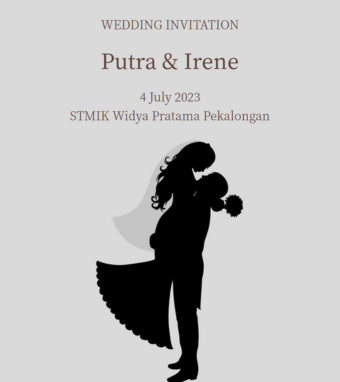 WEDDING INVITATION
Putra & Irene
4 July 2023
STMIK Widya Pratama Pekalongan